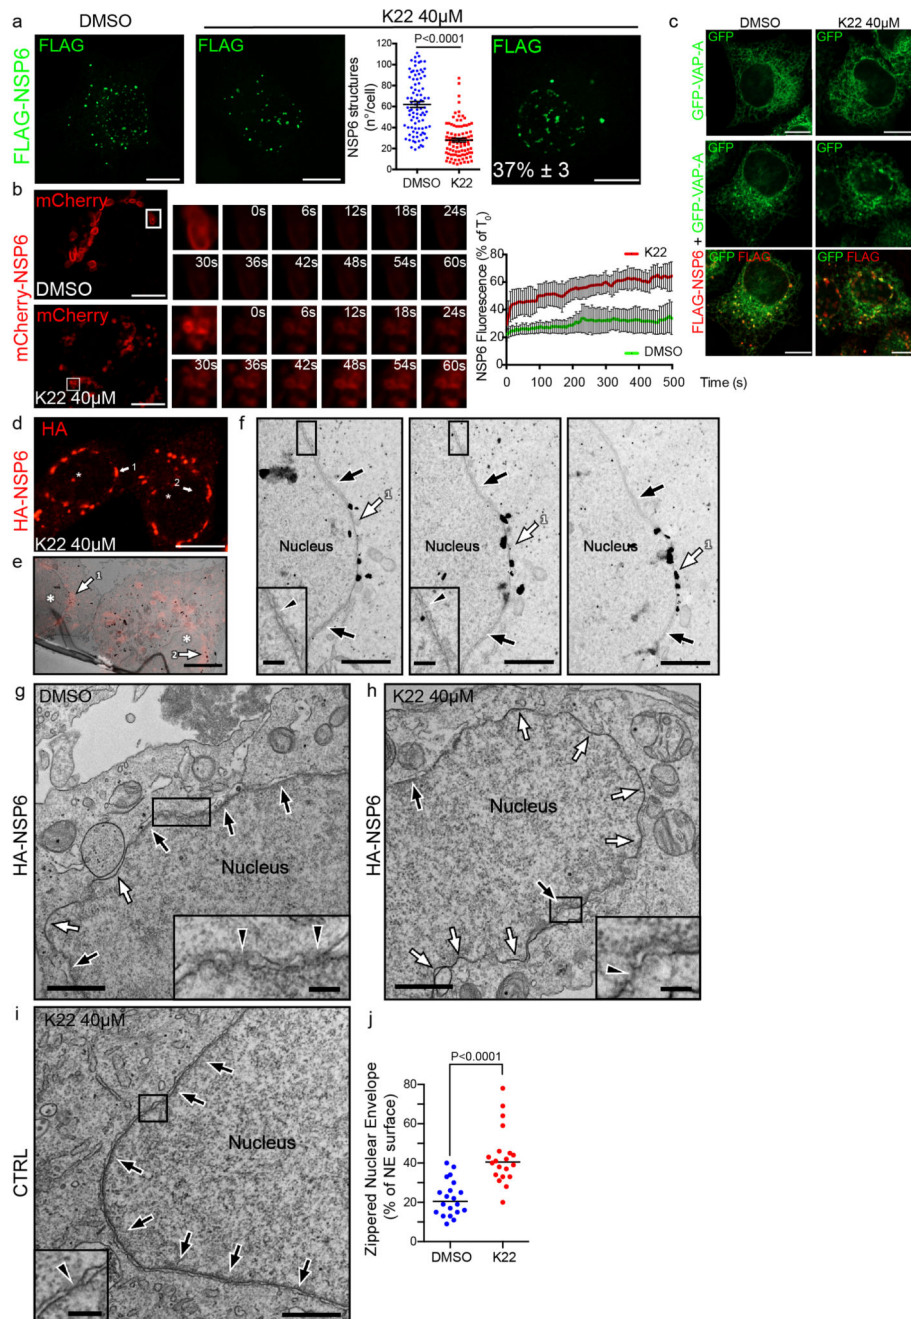 a
DMSO
K22 40µM
FLAG-NSP6
FLAG
FLAG
P<0.0001
NSP6 structures
(n°/cell)
120
100
80
60
40
20
0
DMSO
K22
FLAG
37% ± 3
b
mCherry-NSP6
mCherry
DMSO
0s
6s
12s
18s
24s
30s
36s
42s
48s
54s
60s
mCherry
K22 40µM
0s
6s
12s
18s
24s
30s
36s
42s
48s
54s
60s
NSP6 Fluorescence (% of T0)
80
60
40
20
0
K22
DMSO
0
100
200
300
400
500
Time (s)
c
DMSO
K22 40µM
GFP-VAP-A
GFP
GFP
FLAG-NSP6 + GFP-VAP-A
GFP
GFP
GFP FLAG
GFP FLAG
d
HA-NSP6
HA
*
1
2
*
K22 40µM
e
*
1
*
2
f
Nucleus
1
Nucleus
1
Nucleus
1
g
DMSO
HA-NSP6
Nucleus
h
K22 40µM
HA-NSP6
Nucleus
i
K22 40µM
CTRL
Nucleus
j
P<0.0001
Zippered Nuclear Envelope
(% of NE surface)
80
60
40
20
0
DMSO
K22